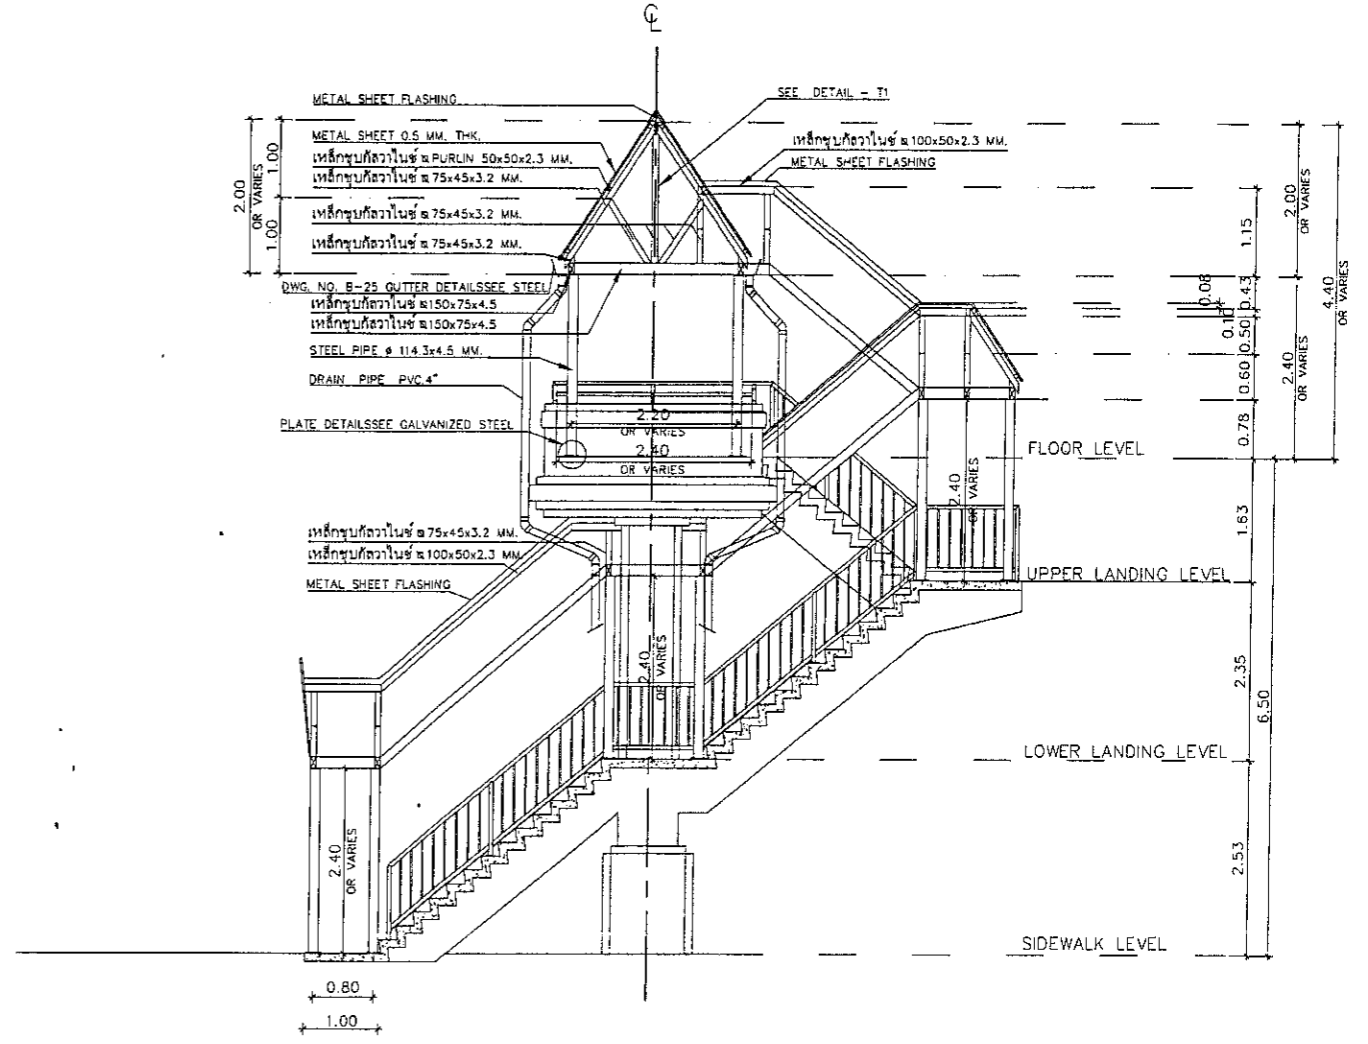 CL
METAL SHEET FLASHING
SEE DETAIL - T1
METAL SHEET 0.5 MM. THK.
เหล็กชุบกัลวาไนซ์ 100x50x2.3 MM.
เหล็กชุบกัลวาไนซ์ PURLIN 50x50x2.3 MM.
METAL SHEET FLASHING
เหล็กชุบกัลวาไนซ์ 75x45x3.2 MM.
เหล็กชุบกัลวาไนซ์ 75x45x3.2 MM.
เหล็กชุบกัลวาไนซ์ 75x45x3.2 MM.
DWG. NO. B-25 GUTTER DETAILSSEE STEEL
เหล็กชุบกัลวาไนซ์ 150x75x4.5
เหล็กชุบกัลวาไนซ์ 150x75x4.5
STEEL PIPE ø 114.3x4.5 MM.
DRAIN PIPE PVC.4"
PLATE DETAILSSEE GALVANIZED STEEL
เหล็กชุบกัลวาไนซ์ 75x45x3.2 MM.
เหล็กชุบกัลวาไนซ์ 100x50x2.3 MM.
METAL SHEET FLASHING
2.00
OR VARIES
1.00
1.00
2.20
OR VARIES
2.40
OR VARIES
2.40
OR VARIES
2.40
OR VARIES
2.40
OR VARIES
0.80
1.00
FLOOR LEVEL
UPPER LANDING LEVEL
LOWER LANDING LEVEL
SIDEWALK LEVEL
1.15
0.08
0.43
0.10
0.50
0.60
0.78
1.63
2.35
2.53
6.50
2.00
OR VARIES
2.40
OR VARIES
4.40
OR VARIES